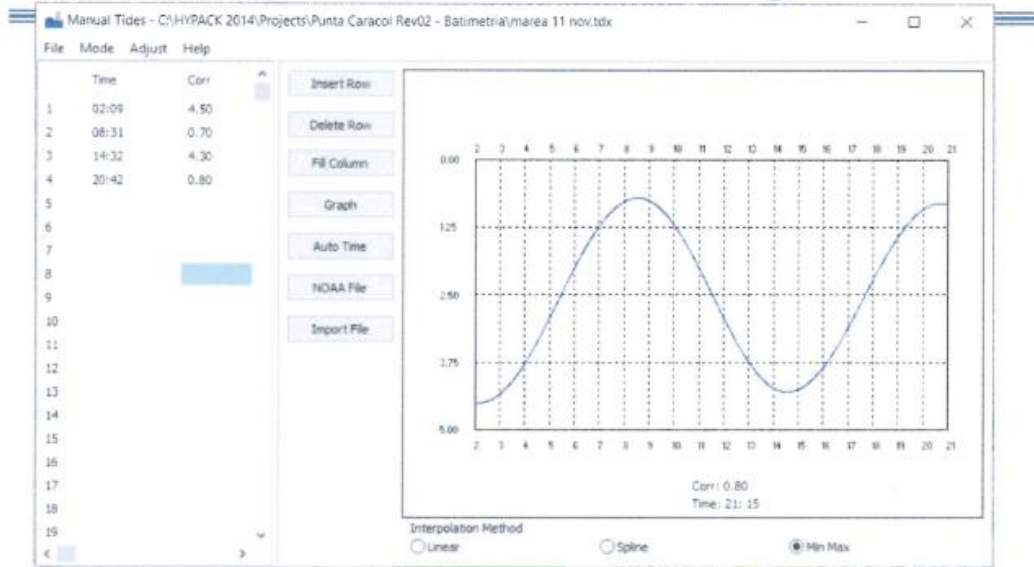 Manual Tides - C:\HYPACK 2014\Projects\Punta Caracol Rev02 - Batimetria\marea 11 nov.tdx
File Mode Adjust Help
Time Corr
1 02:09 4.50
2 08:31 0.70
3 14:32 4.30
4 20:42 0.80
5
6
7
8
9
10
11
12
13
14
15
16
17
18
19
Insert Row
Delete Row
Fill Column
Graph
Auto Time
NOAA File
Import File
2 3 4 5 6 7 8 9 10 11 12 13 14 15 16 17 18 19 20 21
0.00
1.25
2.50
3.75
5.00
2 3 4 5 6 7 8 9 10 11 12 13 14 15 16 17 18 19 20 21
Corr: 0.80
Time: 21: 15
Interpolation Method
Linear Spline Min Max